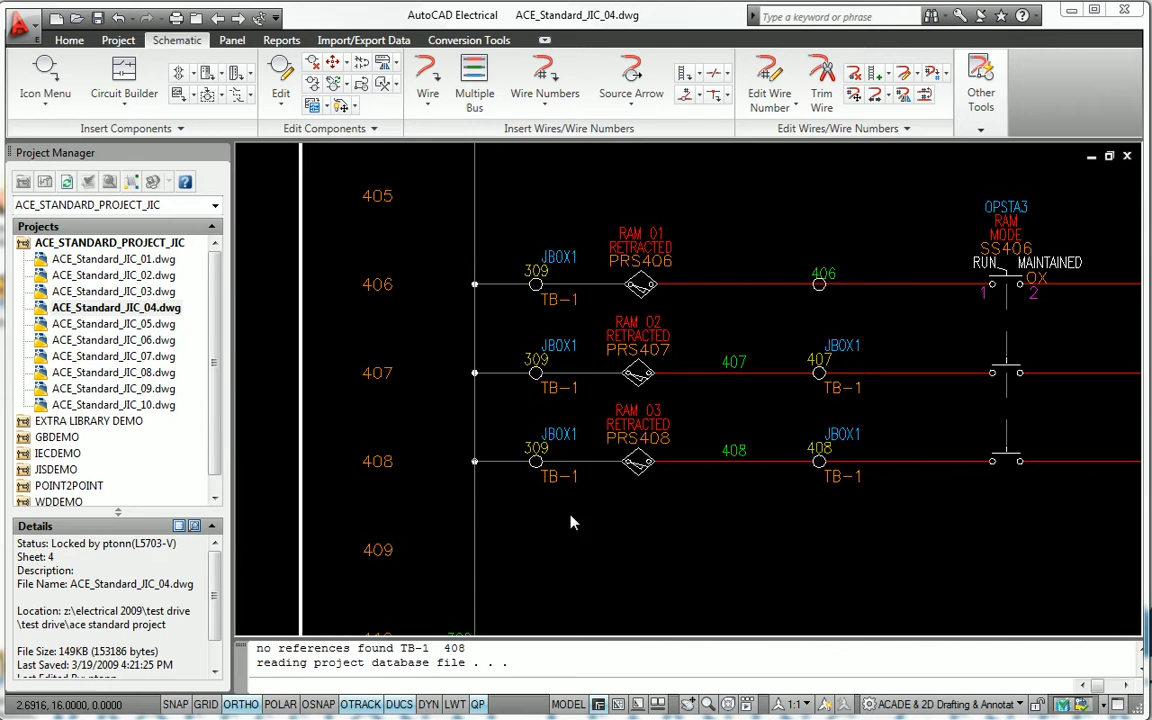 AutoCAD Electrical ACE_Standard_JIC_04.dwg
Type a keyword or phrase
Home Project Schematic Panel Reports Import/Export Data Conversion Tools
Icon Menu
Circuit Builder
Edit
Wire
Multiple Bus
Wire Numbers
Source Arrow
Edit Wire Number
Trim Wire
Other Tools
Insert Components
Edit Components
Insert Wires/Wire Numbers
Edit Wires/Wire Numbers
Project Manager
ACE_STANDARD_PROJECT_JIC
Projects
ACE_STANDARD_PROJECT_JIC
ACE_Standard_JIC_01.dwg
ACE_Standard_JIC_02.dwg
ACE_Standard_JIC_03.dwg
ACE_Standard_JIC_04.dwg
ACE_Standard_JIC_05.dwg
ACE_Standard_JIC_06.dwg
ACE_Standard_JIC_07.dwg
ACE_Standard_JIC_08.dwg
ACE_Standard_JIC_09.dwg
ACE_Standard_JIC_10.dwg
EXTRA LIBRARY DEMO
GBDEMO
IECDEMO
JISDEMO
POINT2POINT
WDDEMO
Details
Status: Locked by ptonn(L5703-V)
Sheet: 4
Description:
File Name: ACE_Standard_JIC_04.dwg
Location: z:\electrical 2009\test drive
\test drive\ace standard project
File Size: 149KB (153186 bytes)
Last Saved: 3/19/2009 4:21:25 PM
405
OPSTA3
RAM
MODE
SS406
RUN MAINTAINED
OX
1 2
RAM 01
RETRACTED
PRS406
JBOX1
309
TB-1
406
406
RAM 02
RETRACTED
PRS407
JBOX1
309
TB-1
407
407
407
JBOX1
TB-1
RAM 03
RETRACTED
PRS408
JBOX1
309
TB-1
408
408
408
JBOX1
TB-1
409
no references found TB-1 408
reading project database file . . .
2.6916, 16.0000, 0.0000
SNAP GRID ORTHO POLAR OSNAP OTRACK DUCS DYN LWT QP
MODEL
1:1
ACADE & 2D Drafting & Annotat